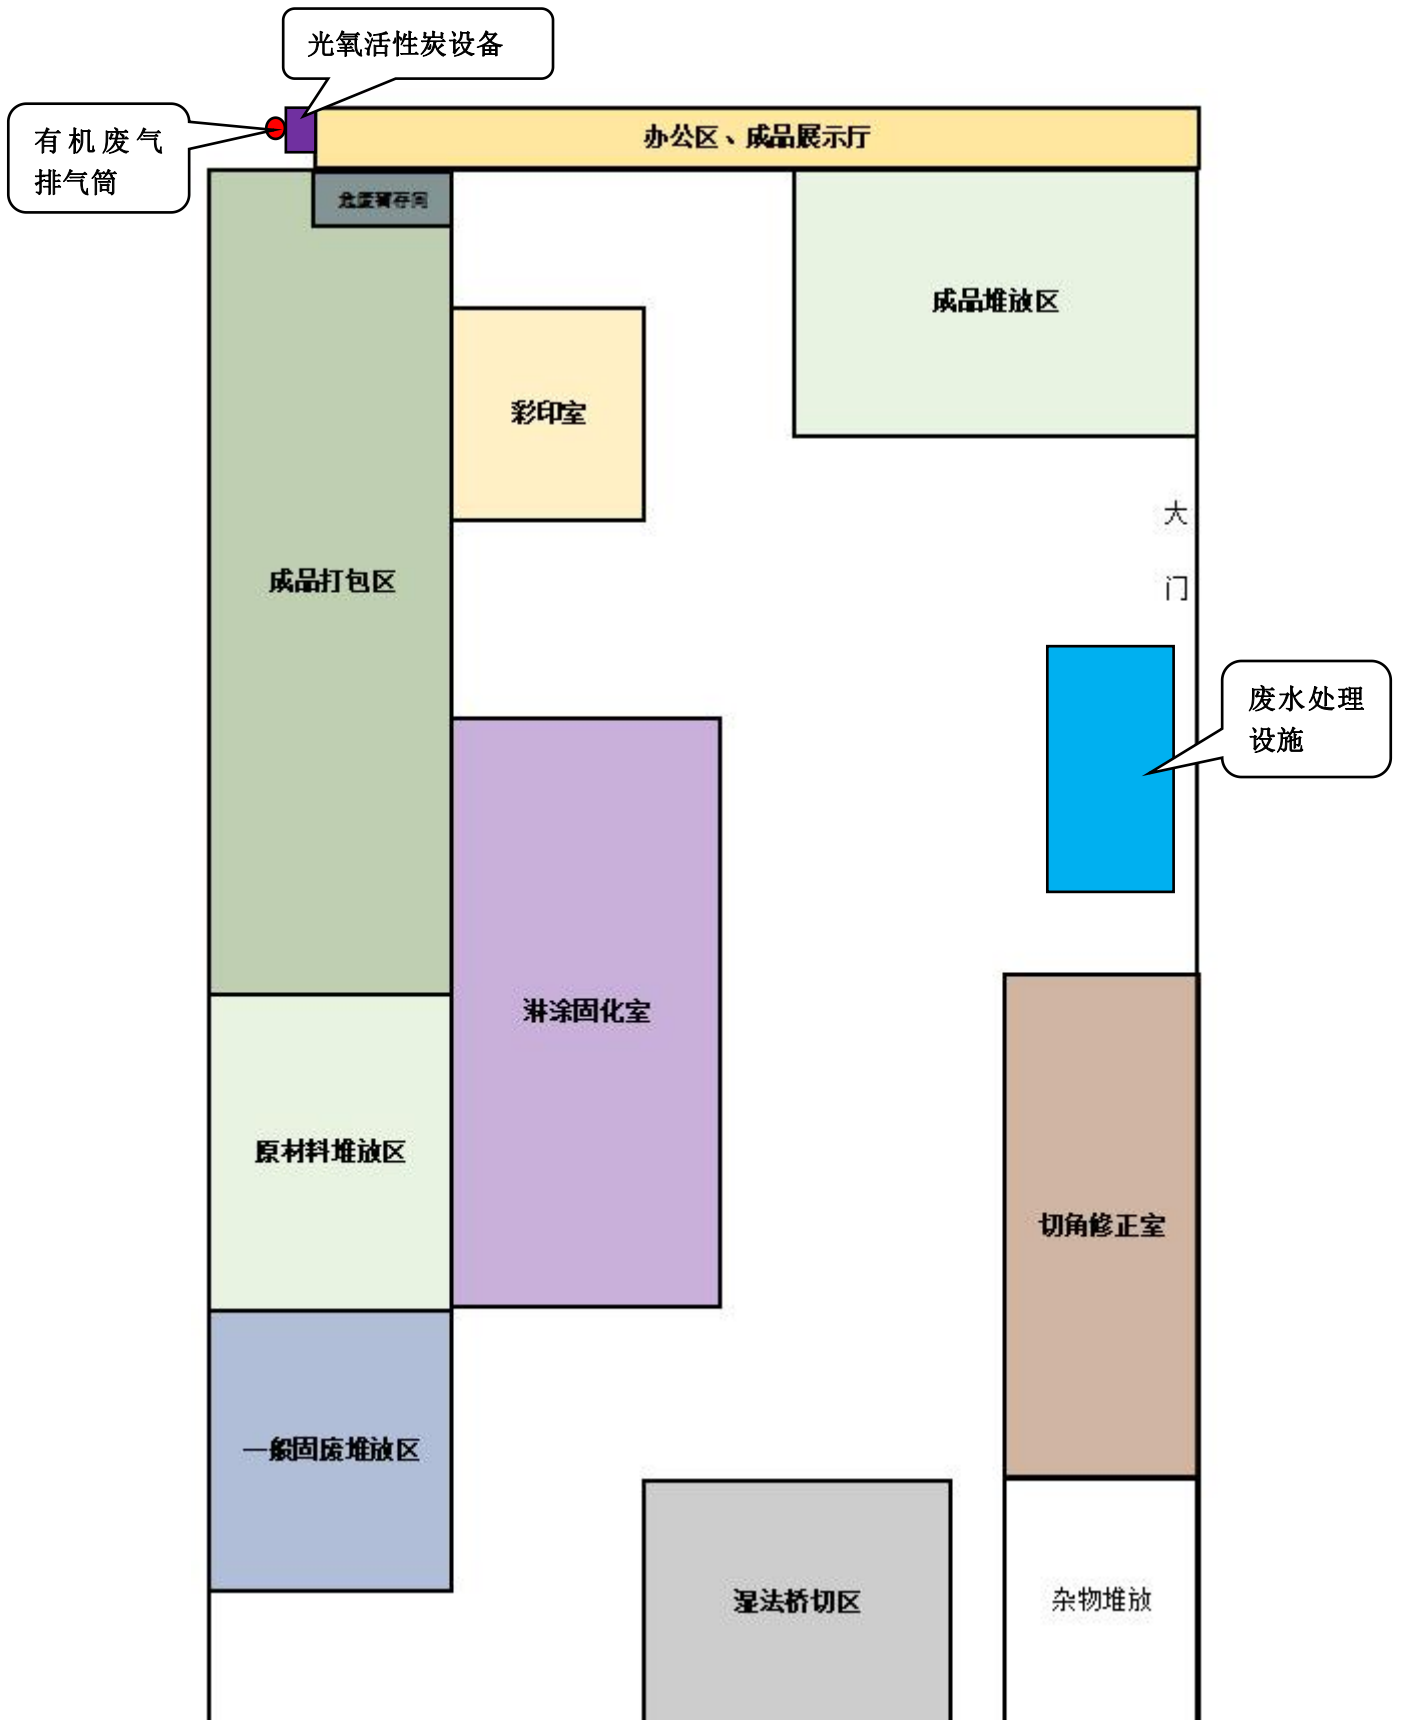 光氧活性炭设备
有机废气
排气筒
办公区、成品展示厅
危废暂存间
成品堆放区
彩印室
大
门
成品打包区
废水处理
设施
淋涂固化室
原材料堆放区
切角修正室
一般固废堆放区
湿法桥切区
杂物堆放